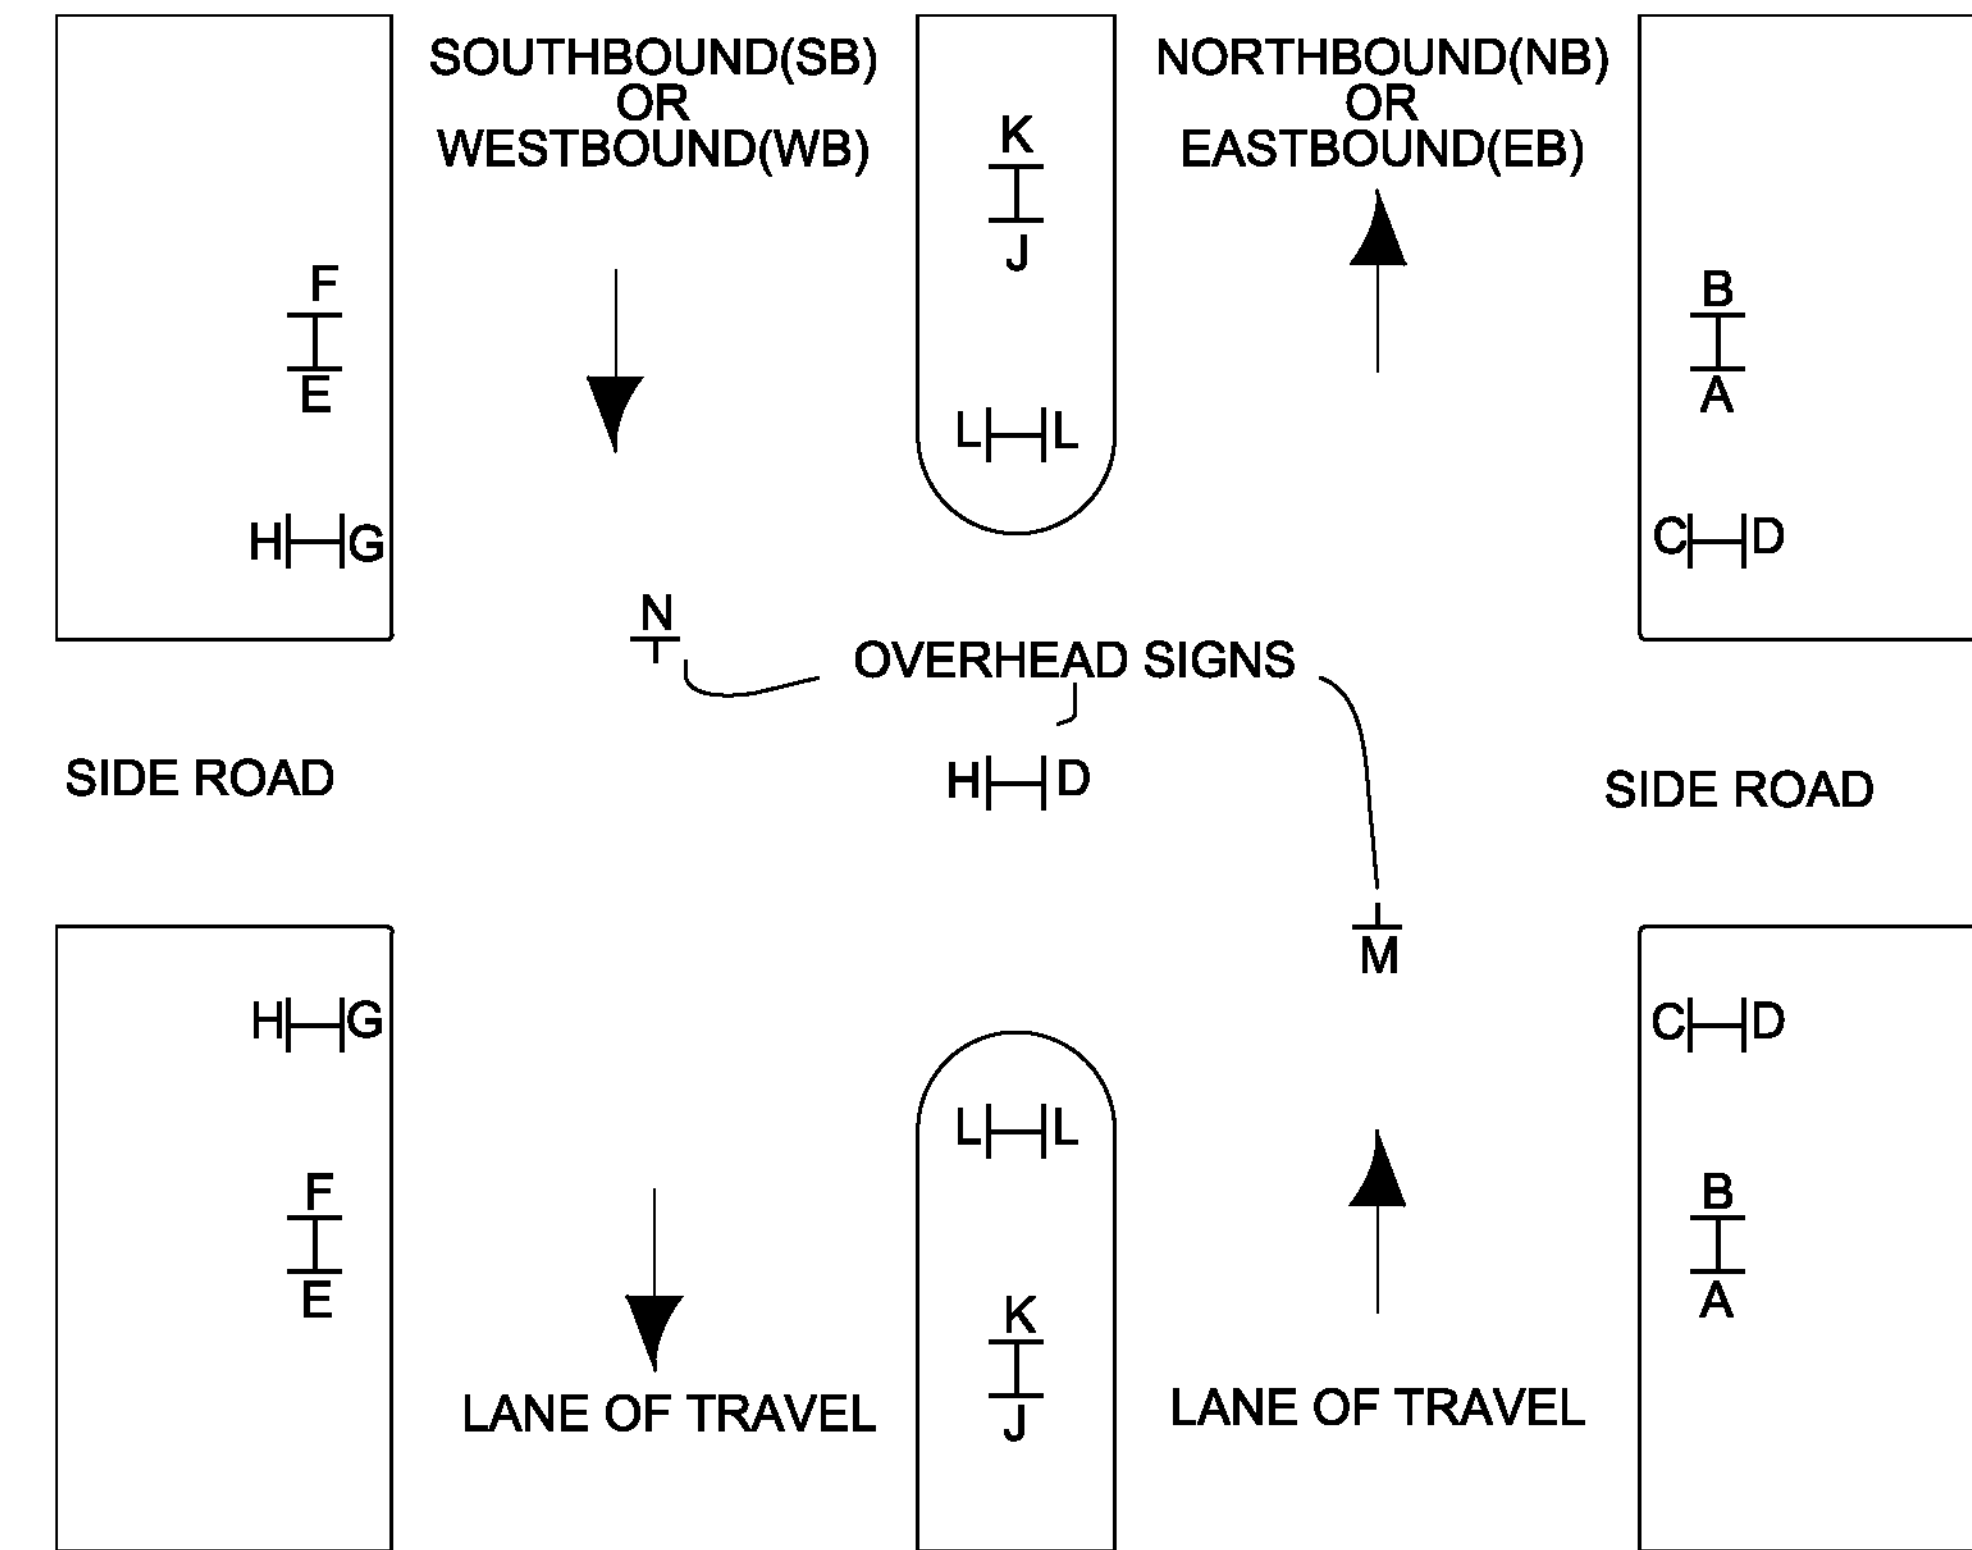 SOUTHBOUND(SB)
OR
WESTBOUND(WB)
NORTHBOUND(NB)
OR
EASTBOUND(EB)
K
J
F
E
B
A
L L
H G
C D
N
OVERHEAD SIGNS
SIDE ROAD
H D
SIDE ROAD
M
H G
C D
L L
F
E
B
A
K
J
LANE OF TRAVEL
LANE OF TRAVEL